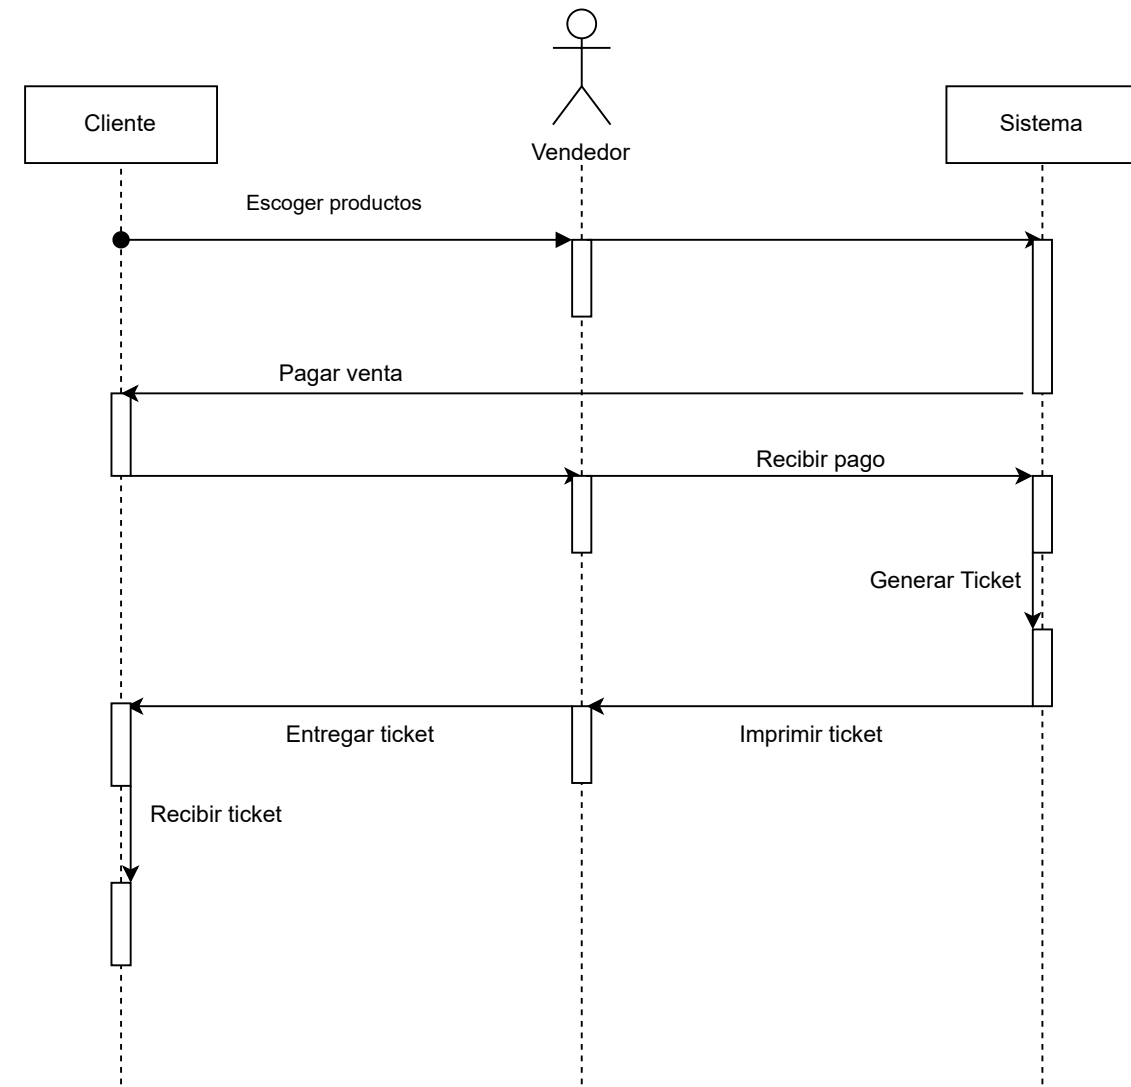 Cliente
Vendedor
Sistema
Escoger productos
Pagar venta
Recibir pago
Generar Ticket
Entregar ticket
Imprimir ticket
Recibir ticket